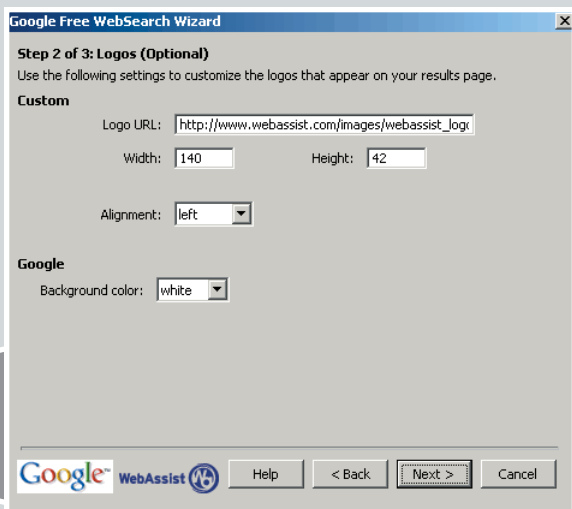 Google Free WebSearch Wizard
Step 2 of 3: Logos (Optional)
Use the following settings to customize the logos that appear on your results page.
Custom
Logo URL: http://www.webassist.com/images/webassist_log
Width: 140 Height: 42
Alignment: left
Google
Background color: white
Google™ WebAssist W Help < Back Next > Cancel